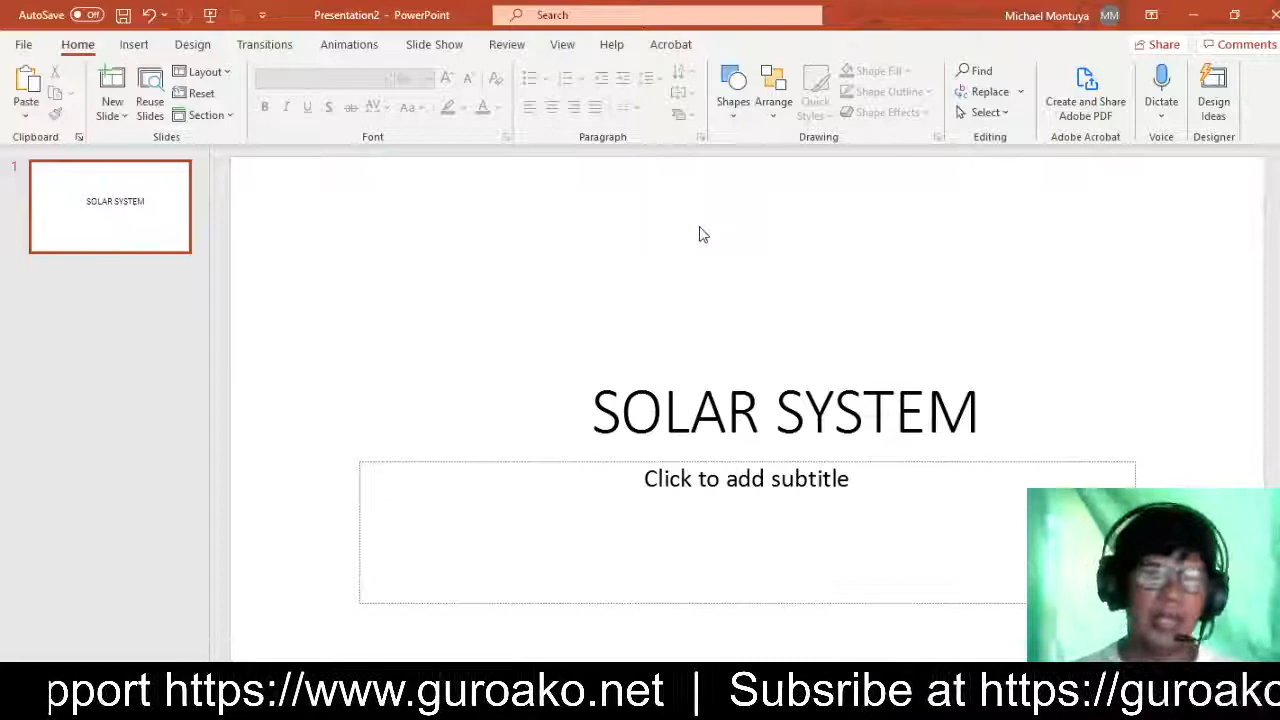 AutoSave Off Presentation2 - PowerPoint Search Michael Montuya MM
File Home Insert Design Transitions Animations Slide Show Review View Help Acrobat Share Comments
Paste New Slide Reuse Slides Layout Reset Section
B I U S ab AV Aa A
Shapes Arrange Quick Styles Shape Fill Shape Outline Shape Effects
Find Replace Select
Create and Share Adobe PDF Dictate Design Ideas
Clipboard Slides Font Paragraph Drawing Editing Adobe Acrobat Voice Designer
1
SOLAR SYSTEM
SOLAR SYSTEM
Click to add subtitle
pport https://www.guroako.net | Subsribe at https://guroako